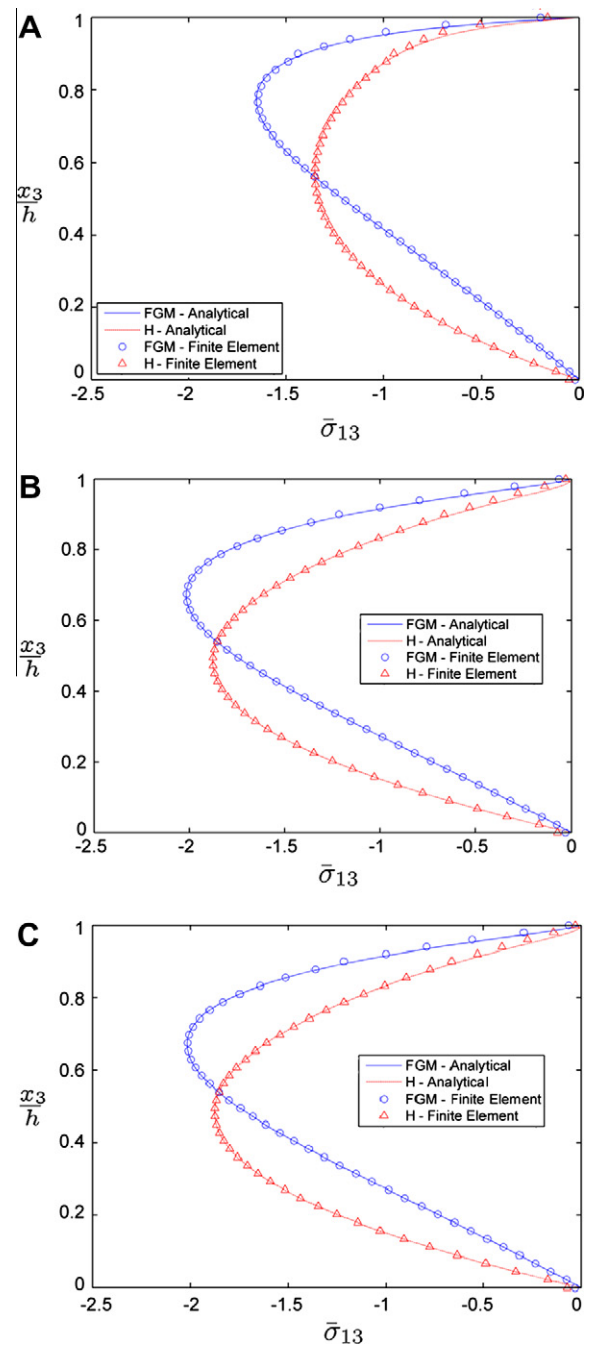 A
1
0.8
0.6
x₃
h
0.4
0.2
0
FGM - Analytical
H - Analytical
FGM - Finite Element
H - Finite Element
-2.5 -2 -1.5 -1 -0.5 0
σ̄₁₃
B
1
0.8
0.6
x₃
h
0.4
0.2
0
FGM - Analytical
H - Analytical
FGM - Finite Element
H - Finite Element
-2.5 -2 -1.5 -1 -0.5 0
σ̄₁₃
C
1
0.8
0.6
x₃
h
0.4
0.2
0
FGM - Analytical
H - Analytical
FGM - Finite Element
H - Finite Element
-2.5 -2 -1.5 -1 -0.5 0
σ̄₁₃